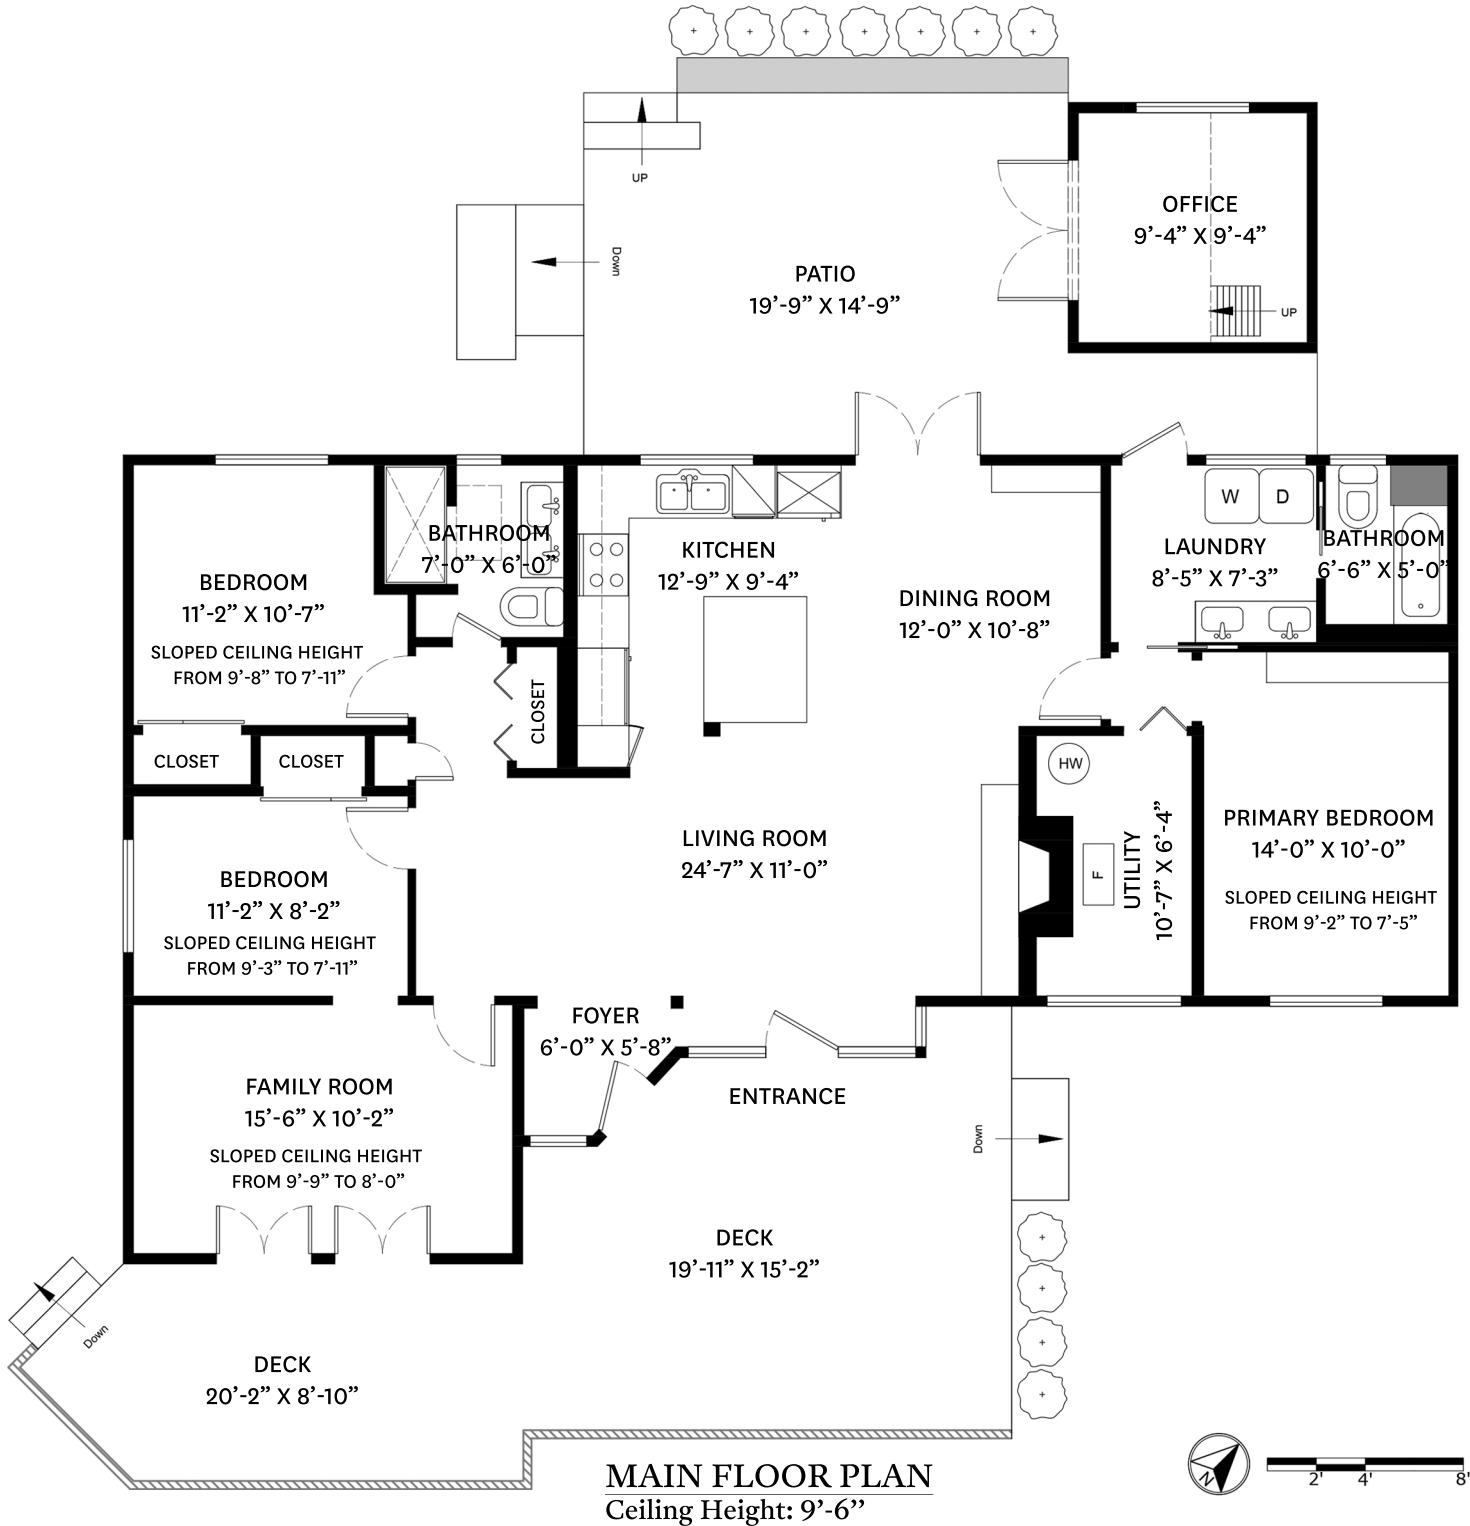 UP
OFFICE
9’-4” X 9’-4”
Down
PATIO
19’-9” X 14’-9”
UP
W
D
BATHROOM
7’-0” X 6’-0”
KITCHEN
12’-9” X 9’-4”
LAUNDRY
8’-5” X 7’-3”
BATHROOM
6’-6” X 5’-0”
BEDROOM
11’-2” X 10’-7”
SLOPED CEILING HEIGHT
FROM 9’-8” TO 7’-11”
DINING ROOM
12’-0” X 10’-8”
CLOSET
CLOSET
CLOSET
HW
LIVING ROOM
24’-7” X 11’-0”
F
UTILITY
10’-7” X 6’-4”
PRIMARY BEDROOM
14’-0” X 10’-0”
SLOPED CEILING HEIGHT
FROM 9’-2” TO 7’-5”
BEDROOM
11’-2” X 8’-2”
SLOPED CEILING HEIGHT
FROM 9’-3” TO 7’-11”
FOYER
6’-0” X 5’-8”
ENTRANCE
FAMILY ROOM
15’-6” X 10’-2”
SLOPED CEILING HEIGHT
FROM 9’-9” TO 8’-0”
Down
DECK
19’-11” X 15’-2”
Down
DECK
20’-2” X 8’-10”
MAIN FLOOR PLAN
Ceiling Height: 9’-6’’
N
2' 4' 8'